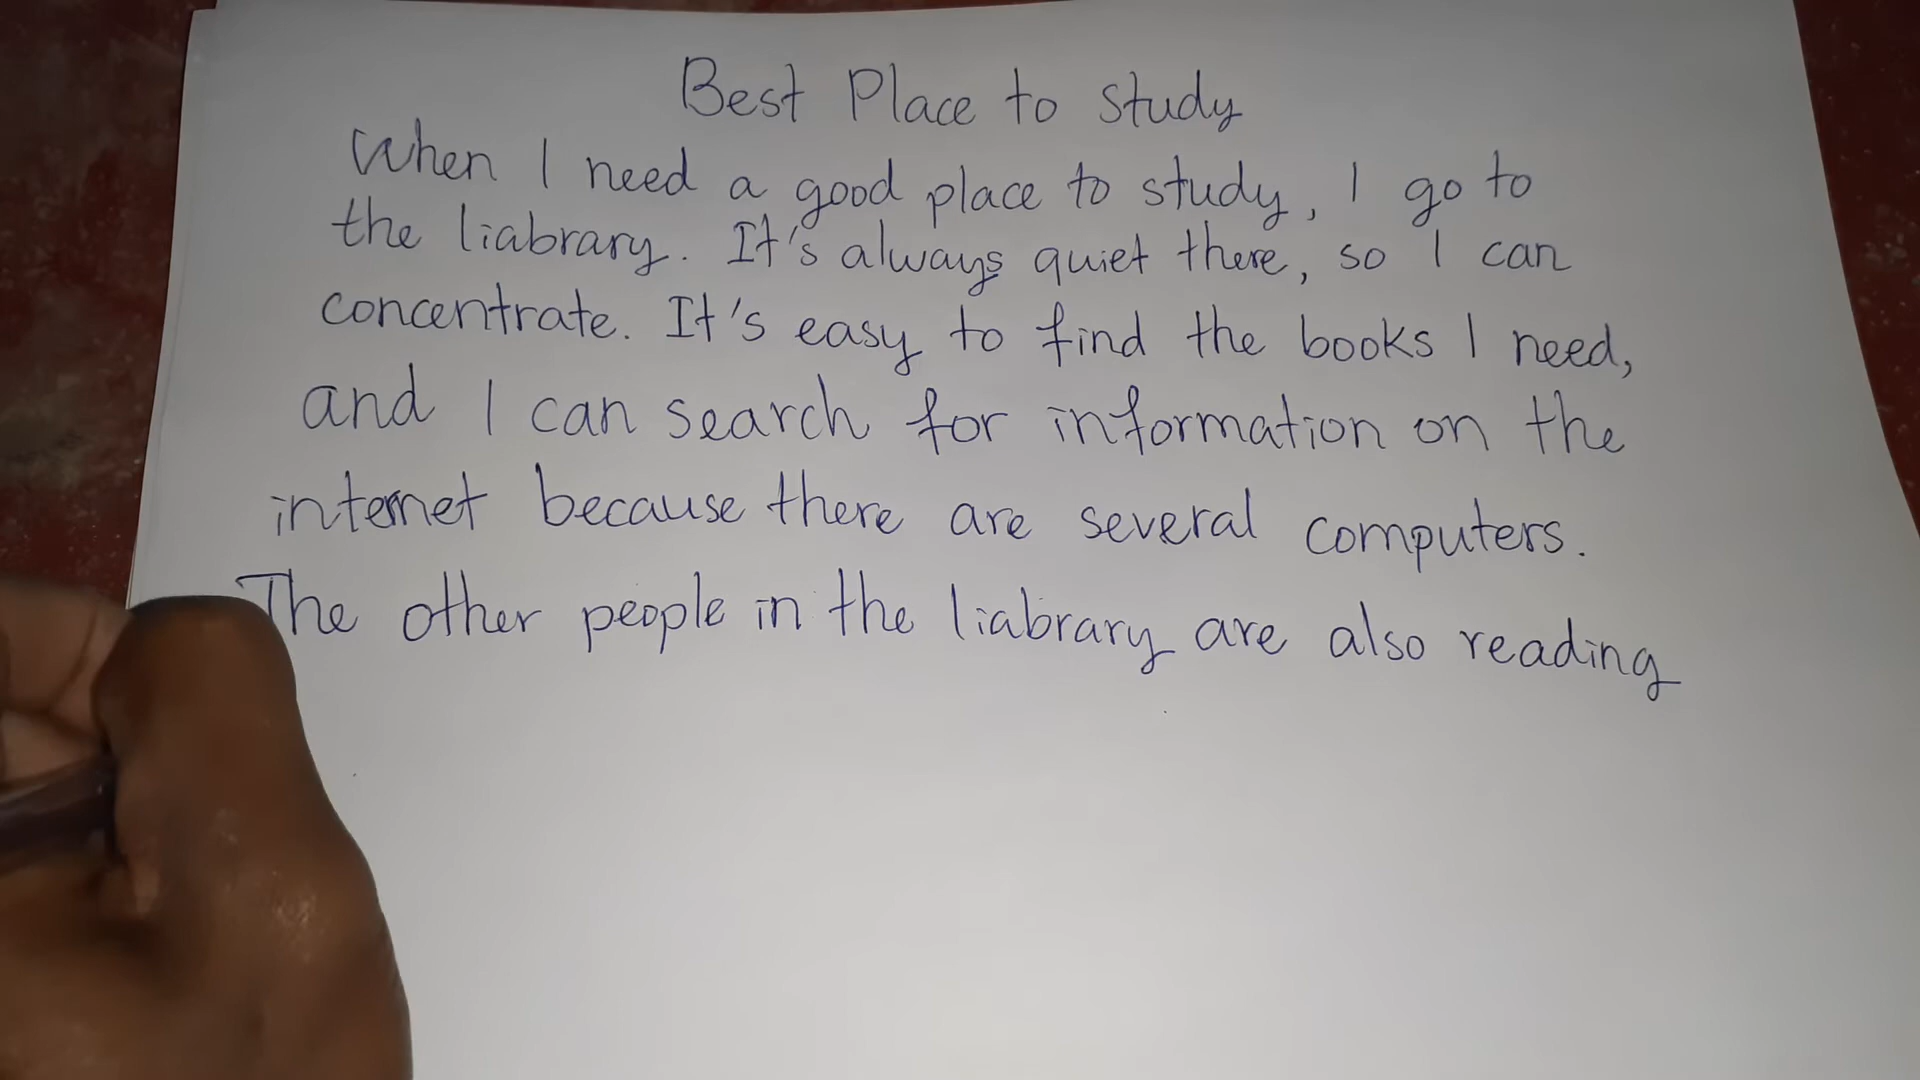 Best Place to study
When I need a good place to study, I go to
the liabrary. It's always quiet there, so I can
concentrate. It's easy to find the books I need,
and I can search for information on the
internet because there are several computers.
The other people in the liabrary are also reading